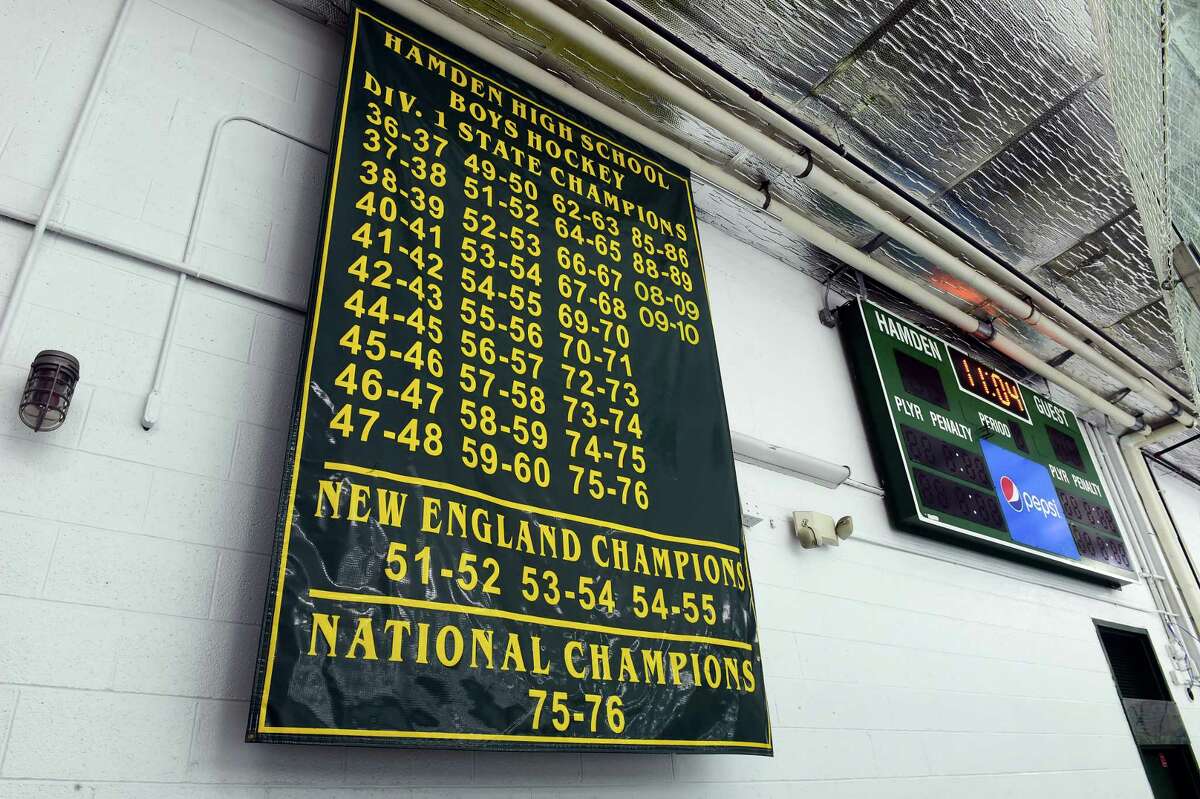 HAMDEN HIGH SCHOOL
BOYS HOCKEY
DIV. 1 STATE CHAMPIONS
36-37 49-50 62-63 85-86
37-38 51-52 64-65 88-89
38-39 52-53 66-67 08-09
40-41 53-54 67-68 09-10
41-42 54-55 69-70
42-43 55-56 70-71
44-45 56-57 72-73
45-46 57-58 73-74
46-47 58-59 74-75
47-48 59-60 75-76
NEW ENGLAND CHAMPIONS
51-52 53-54 54-55
NATIONAL CHAMPIONS
75-76
HAMDEN 11:04 GUEST
PLYR PENALTY PERIOD PLYR PENALTY
pepsi